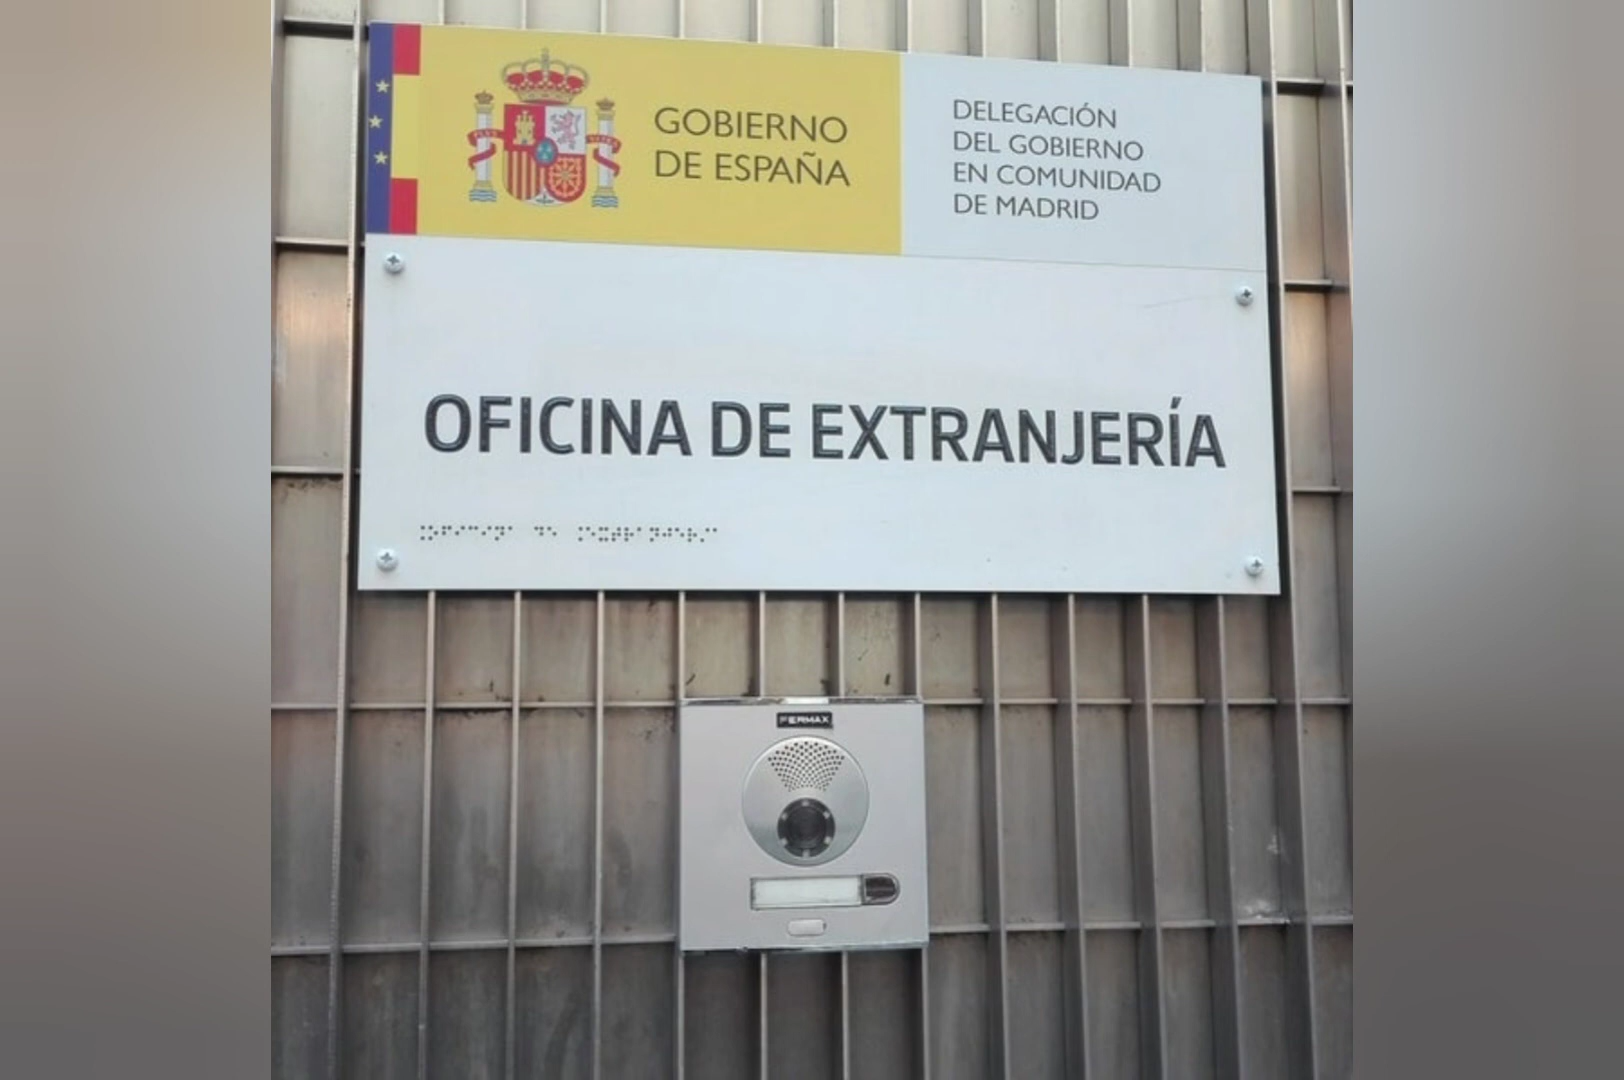 GOBIERNO
DE ESPAÑA
DELEGACIÓN
DEL GOBIERNO
EN COMUNIDAD
DE MADRID
OFICINA DE EXTRANJERÍA
FERMAX